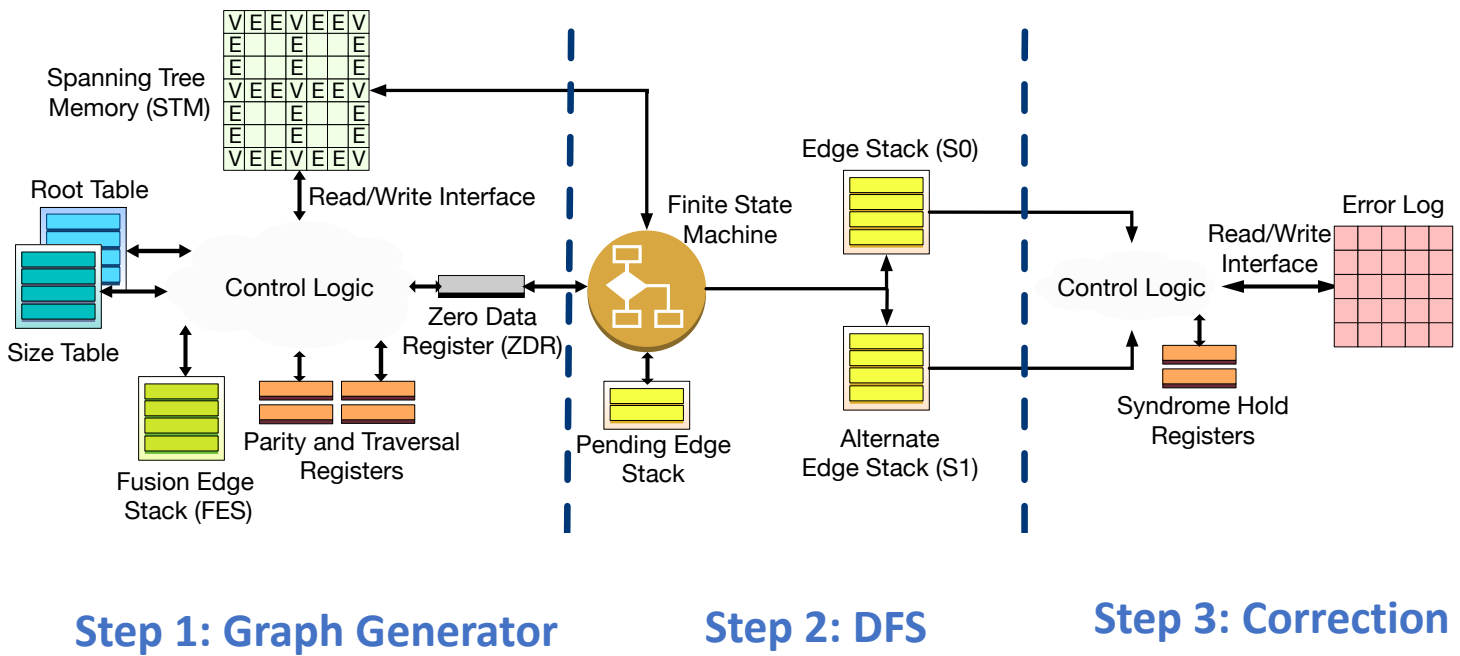 V E E V E E V
E E E
E E E
V E E V E E V
E E E
E E E
V E E V E E V
Spanning Tree
Memory (STM)
Root Table
Read/Write Interface
Control Logic
Size Table
Zero Data
Register (ZDR)
Fusion Edge
Stack (FES)
Parity and Traversal
Registers
Finite State
Machine
Pending Edge
Stack
Edge Stack (S0)
Alternate
Edge Stack (S1)
Control Logic
Read/Write
Interface
Error Log
Syndrome Hold
Registers
Step 1: Graph Generator
Step 2: DFS
Step 3: Correction